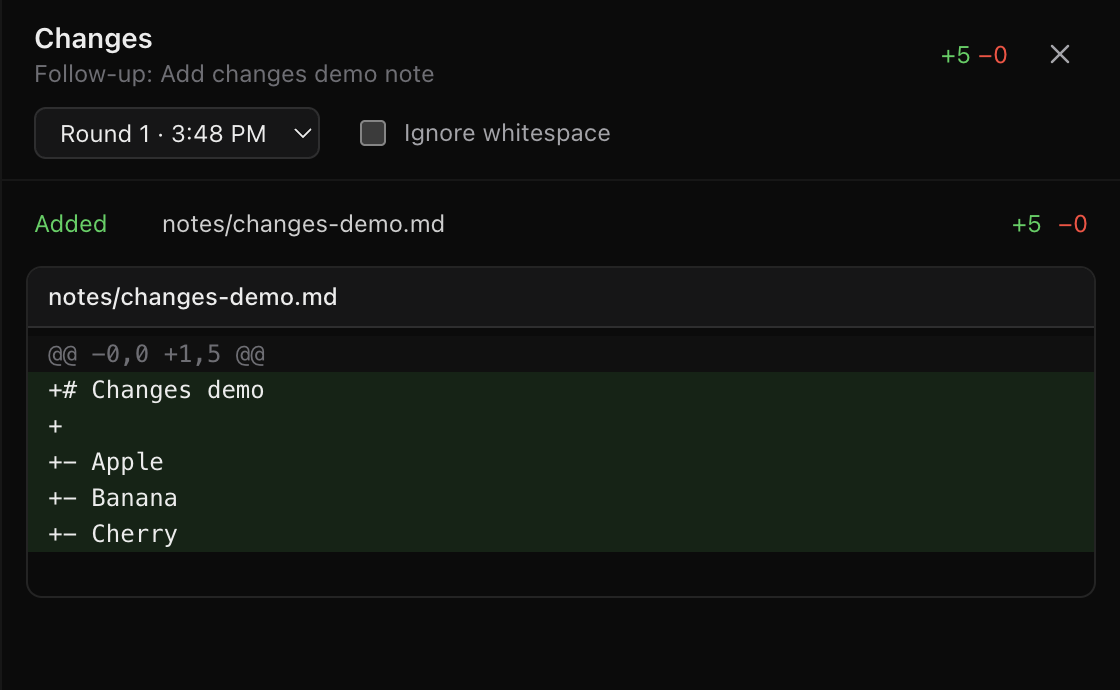 Changes
Follow-up: Add changes demo note
+5 −0
Round 1 · 3:48 PM
Ignore whitespace
Added notes/changes-demo.md +5 −0
notes/changes-demo.md
@@ −0,0 +1,5 @@
+# Changes demo
+
+− Apple
+− Banana
+− Cherry